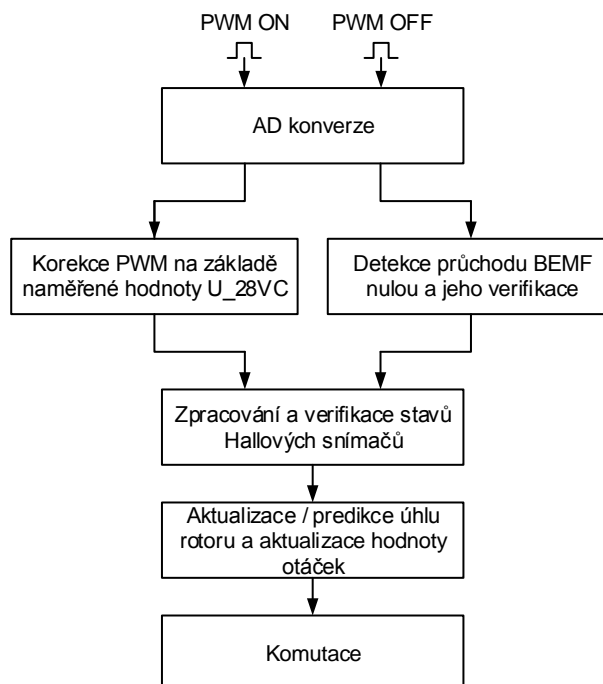 PWM ON
PWM OFF
AD konverze
Korekce PWM na základě
naměřené hodnoty U_28VC
Detekce průchodu BEMF
nulou a jeho verifikace
Zpracování a verifikace stavů
Hallových snímačů
Aktualizace / predikce úhlu
rotoru a aktualizace hodnoty
otáček
Komutace